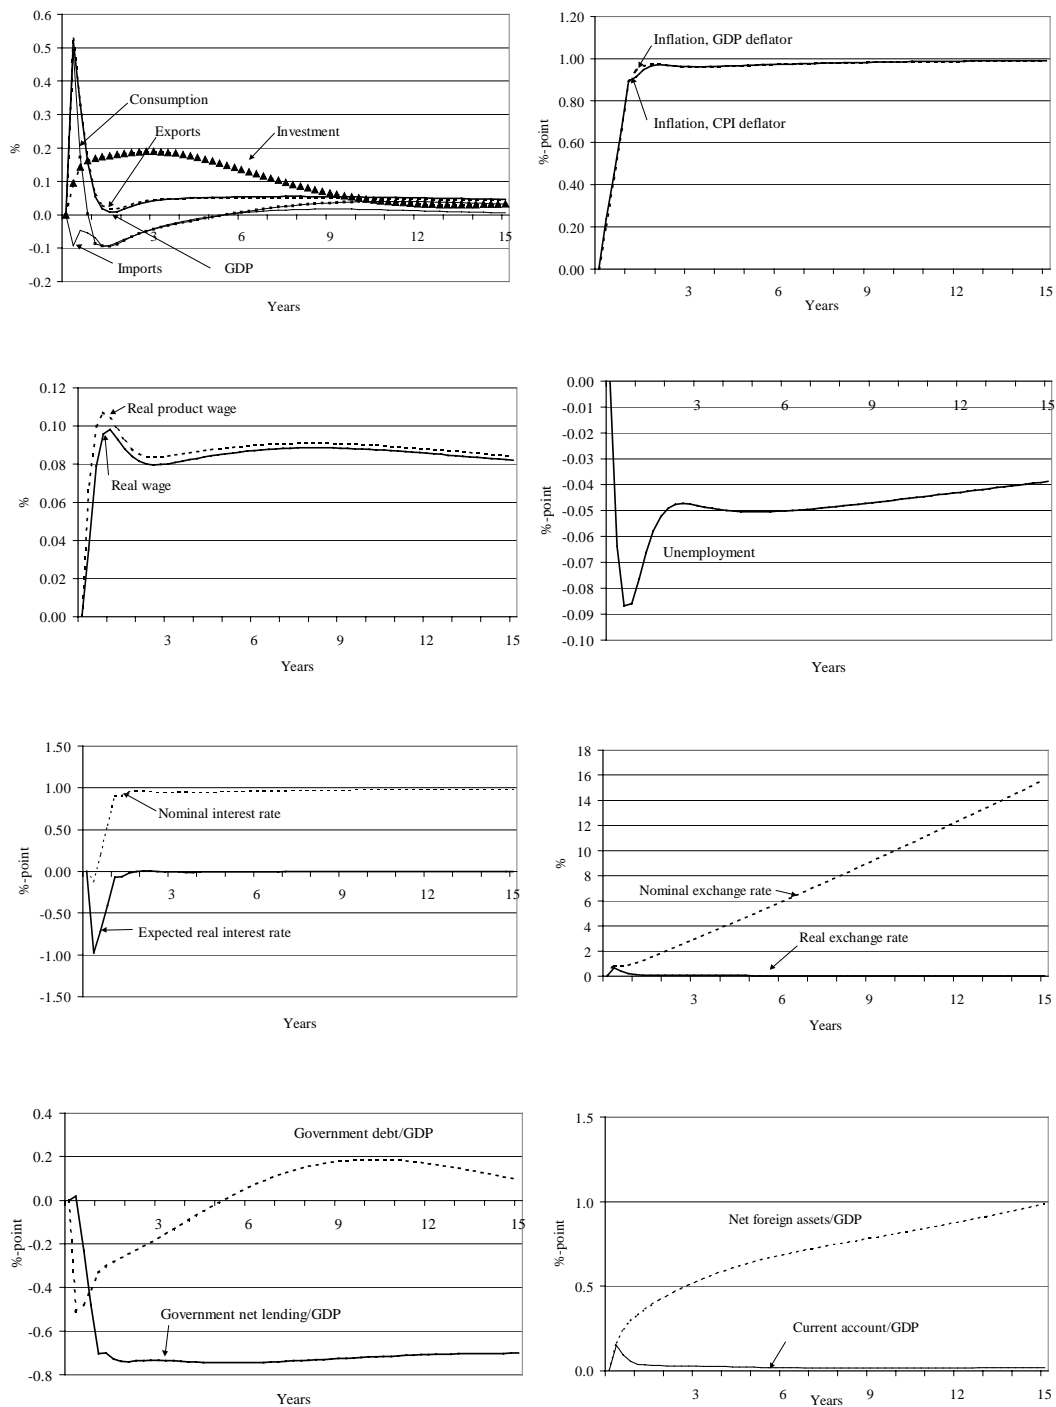 0.6
0.5
0.4
0.3
0.2
0.1
0.0
-0.1
-0.2
%
Consumption
Exports
Investment
Imports
GDP
3 6 9 12 15
Years
1.20
1.00
0.80
0.60
0.40
0.20
0.00
%-point
Inflation, GDP deflator
Inflation, CPI deflator
3 6 9 12 15
Years
0.12
0.10
0.08
0.06
0.04
0.02
0.00
%
Real product wage
Real wage
3 6 9 12 15
Years
0.00
-0.01
-0.02
-0.03
-0.04
-0.05
-0.06
-0.07
-0.08
-0.09
-0.10
%-point
3 6 9 12 15
Unemployment
Years
1.50
1.00
0.50
0.00
-0.50
-1.00
-1.50
%-point
Nominal interest rate
3 6 9 12 15
Expected real interest rate
Years
18
16
14
12
10
8
6
4
2
0
%
Nominal exchange rate
Real exchange rate
3 6 9 12 15
Years
0.4
0.2
0.0
-0.2
-0.4
-0.6
-0.8
%-point
Government debt/GDP
3 6 9 12 15
Government net lending/GDP
Years
1.5
1.0
0.5
0.0
%-point
Net foreign assets/GDP
Current account/GDP
3 6 9 12 15
Years